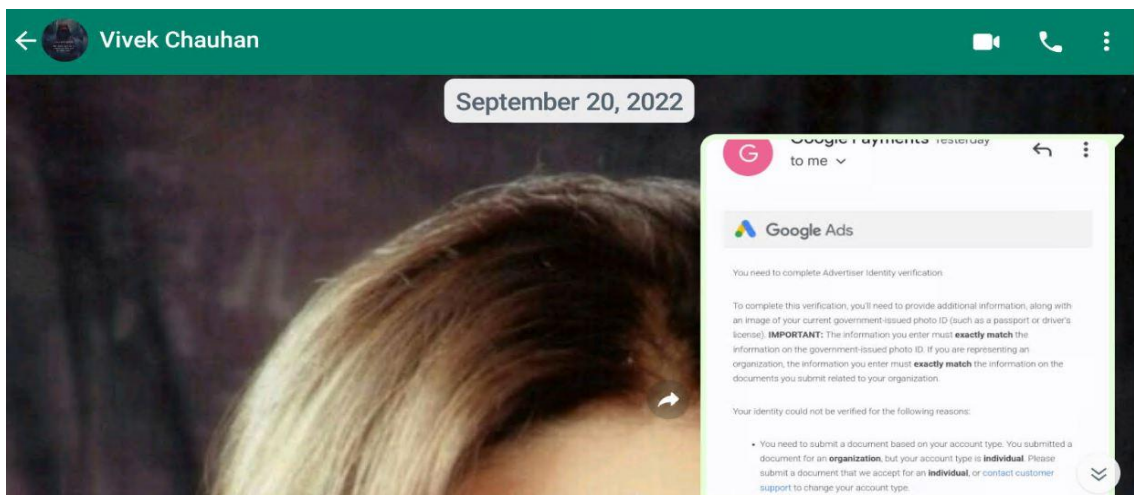 Vivek Chauhan
September 20, 2022
Google Payments Yesterday
to me
G
Google Ads
You need to complete Advertiser Identity verification
To complete this verification, you'll need to provide additional information, along with
an image of your current government-issued photo ID (such as a passport or driver's
license). IMPORTANT: The information you enter must exactly match the
information on the government-issued photo ID. If you are representing an
organization, the information you enter must exactly match the information on the
documents you submit related to your organization.
Your identity could not be verified for the following reasons:
• You need to submit a document based on your account type. You submitted a
document for an organization, but your account type is individual. Please
submit a document that we accept for an individual, or contact customer
support to change your account type.